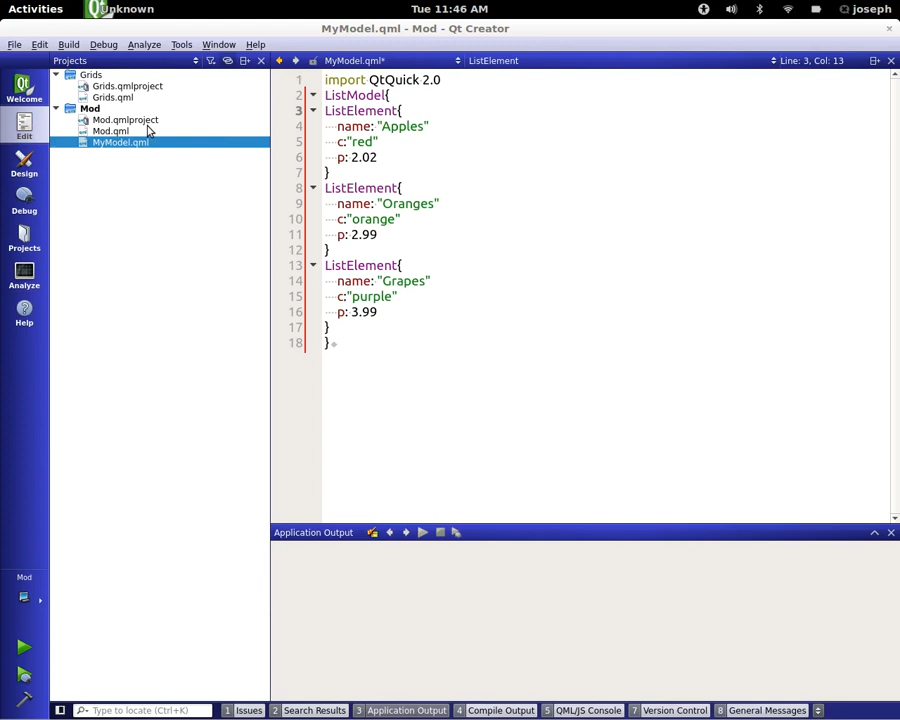 Activities Unknown Tue 11:46 AM joseph
MyModel.qml - Mod - Qt Creator ×
File Edit Build Debug Analyze Tools Window Help
Projects MyModel.qml* ListElement Line: 3, Col: 13
Welcome
Edit
Design
Debug
Projects
Analyze
Help
Grids
Grids.qmlproject
Grids.qml
Mod
Mod.qmlproject
Mod.qml
MyModel.qml
1 import QtQuick 2.0
2 ListModel{
3 ListElement{
4 name: "Apples"
5 c:"red"
6 p: 2.02
7 }
8 ListElement{
9 name: "Oranges"
10 c:"orange"
11 p: 2.99
12 }
13 ListElement{
14 name: "Grapes"
15 c:"purple"
16 p: 3.99
17 }
18 }
Application Output
Mod
Type to locate (Ctrl+K) 1 Issues 2 Search Results 3 Application Output 4 Compile Output 5 QML/JS Console 7 Version Control 8 General Messages